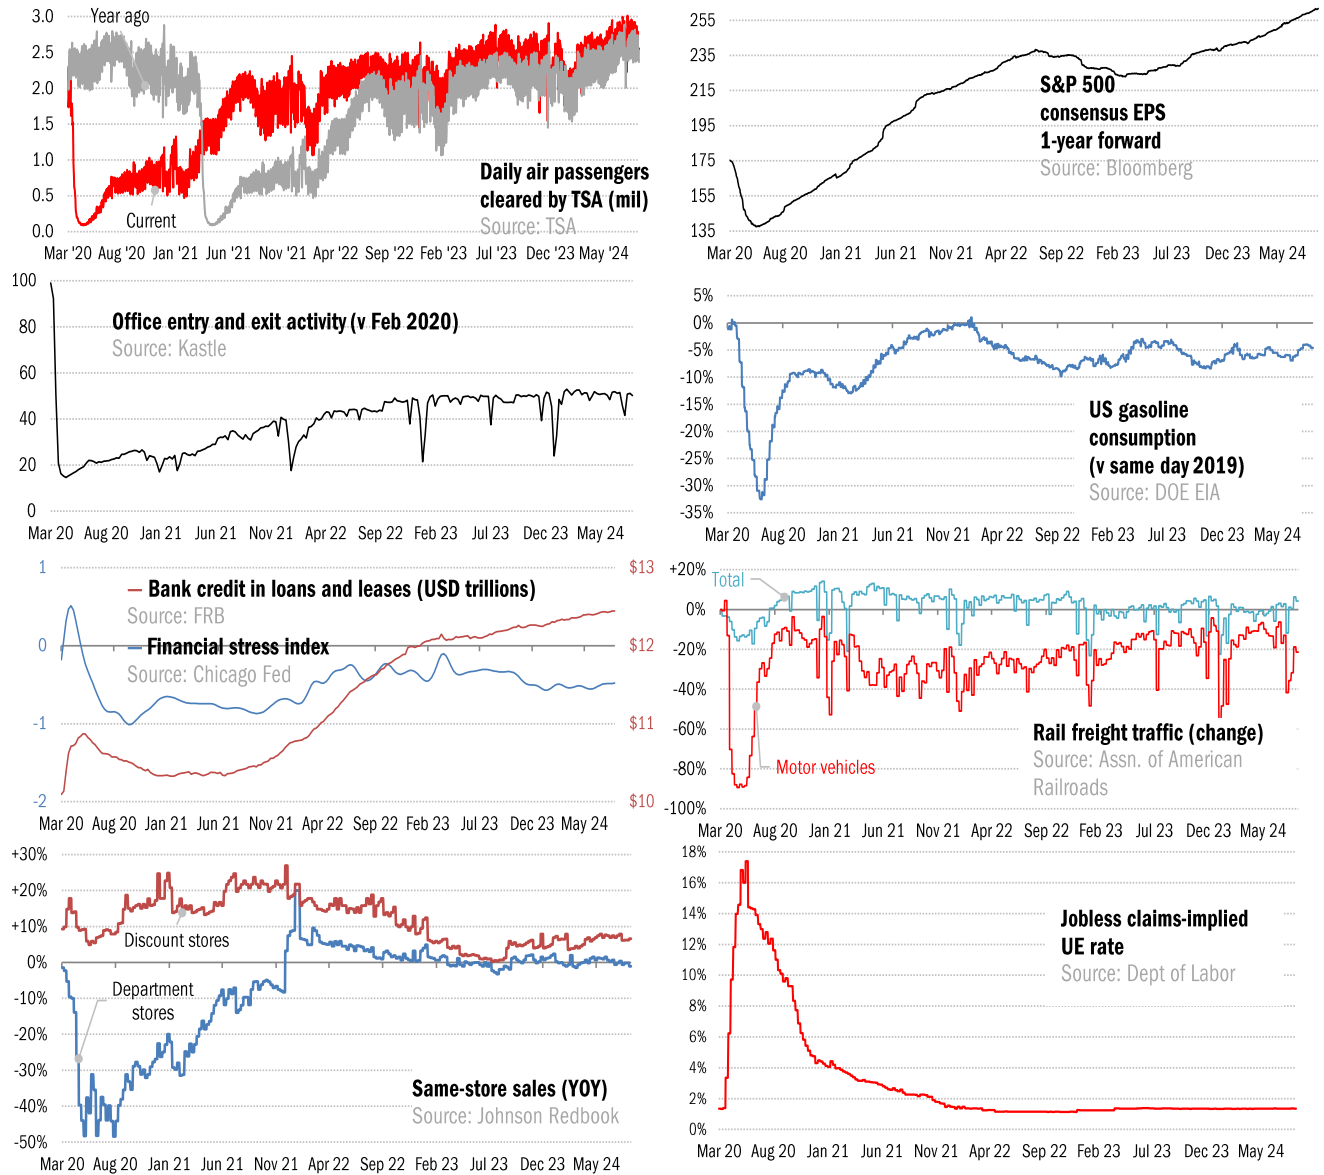 3.0
2.5
2.0
1.5
1.0
0.5
0.0
Year ago
Current
Daily air passengers
cleared by TSA (mil)
Source: TSA
Mar '20 Aug '20 Jan '21 Jun '21 Nov '21 Apr '22 Sep '22 Feb '23 Jul '23 Dec '23 May '24
255
235
215
195
175
155
135
S&P 500
consensus EPS
1-year forward
Source: Bloomberg
Mar 20 Aug 20 Jan 21 Jun 21 Nov 21 Apr 22 Sep 22 Feb 23 Jul 23 Dec 23 May 24
100
80
60
40
20
0
Office entry and exit activity (v Feb 2020)
Source: Kastle
Mar 20 Aug 20 Jan 21 Jun 21 Nov 21 Apr 22 Sep 22 Feb 23 Jul 23 Dec 23 May 24
5%
0%
-5%
-10%
-15%
-20%
-25%
-30%
-35%
US gasoline
consumption
(v same day 2019)
Source: DOE EIA
Mar 20 Aug 20 Jan 21 Jun 21 Nov 21 Apr 22 Sep 22 Feb 23 Jul 23 Dec 23 May 24
1
0
-1
-2
Bank credit in loans and leases (USD trillions)
Source: FRB
Financial stress index
Source: Chicago Fed
$13
$12
$11
$10
Mar 20 Aug 20 Jan 21 Jun 21 Nov 21 Apr 22 Sep 22 Feb 23 Jul 23 Dec 23 May 24
+20%
0%
-20%
-40%
-60%
-80%
-100%
Total
Motor vehicles
Rail freight traffic (change)
Source: Assn. of American
Railroads
Mar 20 Aug 20 Jan 21 Jun 21 Nov 21 Apr 22 Sep 22 Feb 23 Jul 23 Dec 23 May 24
+30%
+20%
+10%
0%
-10%
-20%
-30%
-40%
-50%
Discount stores
Department
stores
Same-store sales (YOY)
Source: Johnson Redbook
Mar 20 Aug 20 Jan 21 Jun 21 Nov 21 Apr 22 Sep 22 Feb 23 Jul 23 Dec 23 May 24
18%
16%
14%
12%
10%
8%
6%
4%
2%
0%
Jobless claims-implied
UE rate
Source: Dept of Labor
Mar 20 Aug 20 Jan 21 Jun 21 Nov 21 Apr 22 Sep 22 Feb 23 Jul 23 Dec 23 May 24